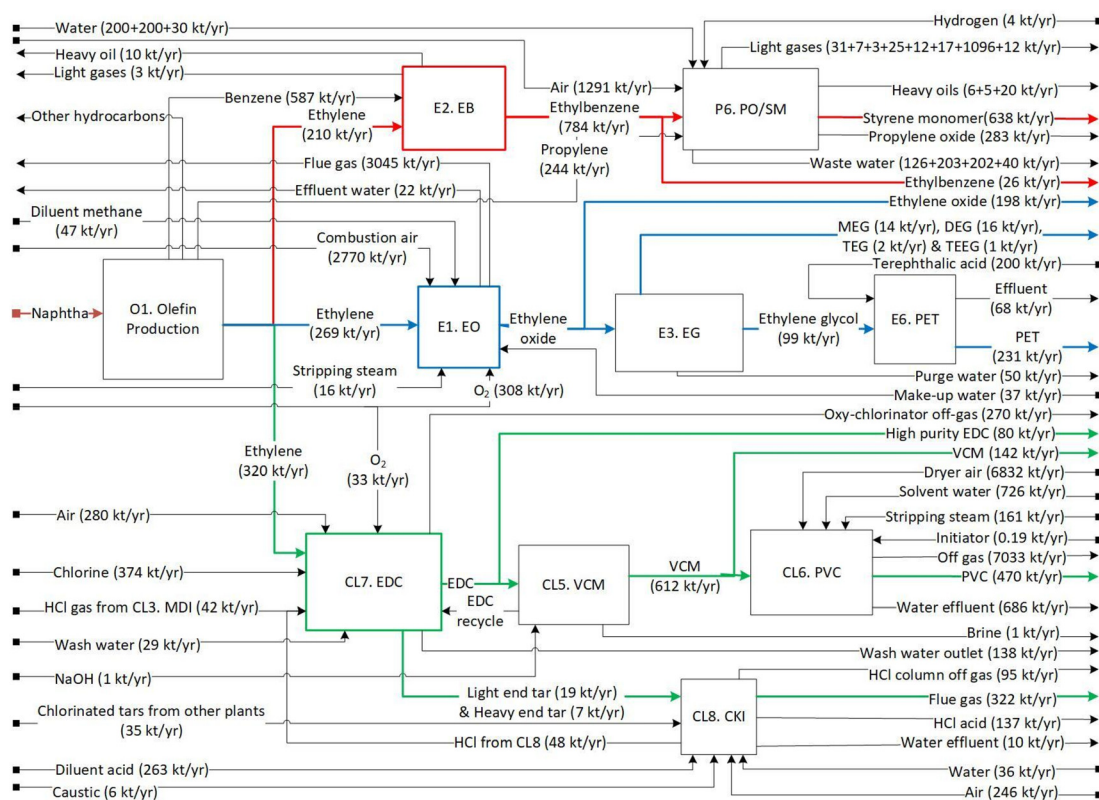 Water (200+200+30 kt/yr)
Hydrogen (4 kt/yr)
Heavy oil (10 kt/yr)
Light gases (31+7+3+25+12+17+1096+12 kt/yr)
Light gases (3 kt/yr)
E2. EB
P6. PO/SM
Benzene (587 kt/yr)
Air (1291 kt/yr)
Heavy oils (6+5+20 kt/yr)
Other hydrocarbons
Ethylene
(210 kt/yr)
Ethylbenzene
(784 kt/yr)
Styrene monomer(638 kt/yr)
Propylene oxide (283 kt/yr)
Propylene
(244 kt/yr)
Flue gas (3045 kt/yr)
Waste water (126+203+202+40 kt/yr)
Effluent water (22 kt/yr)
Ethylbenzene (26 kt/yr)
Ethylene oxide (198 kt/yr)
Diluent methane
(47 kt/yr)
MEG (14 kt/yr), DEG (16 kt/yr),
TEG (2 kt/yr) & TEEG (1 kt/yr)
Combustion air
(2770 kt/yr)
Terephthalic acid (200 kt/yr)
Naphtha
O1. Olefin
Production
Ethylene
(269 kt/yr)
E1. EO
Ethylene
oxide
E3. EG
Ethylene glycol
(99 kt/yr)
E6. PET
Effluent
(68 kt/yr)
PET
(231 kt/yr)
Stripping steam
(16 kt/yr)
O2 (308 kt/yr)
Purge water (50 kt/yr)
Make-up water (37 kt/yr)
Oxy-chlorinator off-gas (270 kt/yr)
High purity EDC (80 kt/yr)
Ethylene
(320 kt/yr)
O2
(33 kt/yr)
VCM (142 kt/yr)
Dryer air (6832 kt/yr)
Solvent water (726 kt/yr)
Air (280 kt/yr)
Stripping steam (161 kt/yr)
Initiator (0.19 kt/yr)
Off gas (7033 kt/yr)
Chlorine (374 kt/yr)
CL7. EDC
EDC
CL5. VCM
VCM
(612 kt/yr)
CL6. PVC
PVC (470 kt/yr)
EDC
recycle
HCl gas from CL3. MDI (42 kt/yr)
Water effluent (686 kt/yr)
Wash water (29 kt/yr)
Brine (1 kt/yr)
Wash water outlet (138 kt/yr)
NaOH (1 kt/yr)
HCl column off gas (95 kt/yr)
Light end tar (19 kt/yr)
& Heavy end tar (7 kt/yr)
CL8. CKI
Flue gas (322 kt/yr)
Chlorinated tars from other plants
(35 kt/yr)
HCl acid (137 kt/yr)
HCl from CL8 (48 kt/yr)
Water effluent (10 kt/yr)
Diluent acid (263 kt/yr)
Water (36 kt/yr)
Caustic (6 kt/yr)
Air (246 kt/yr)